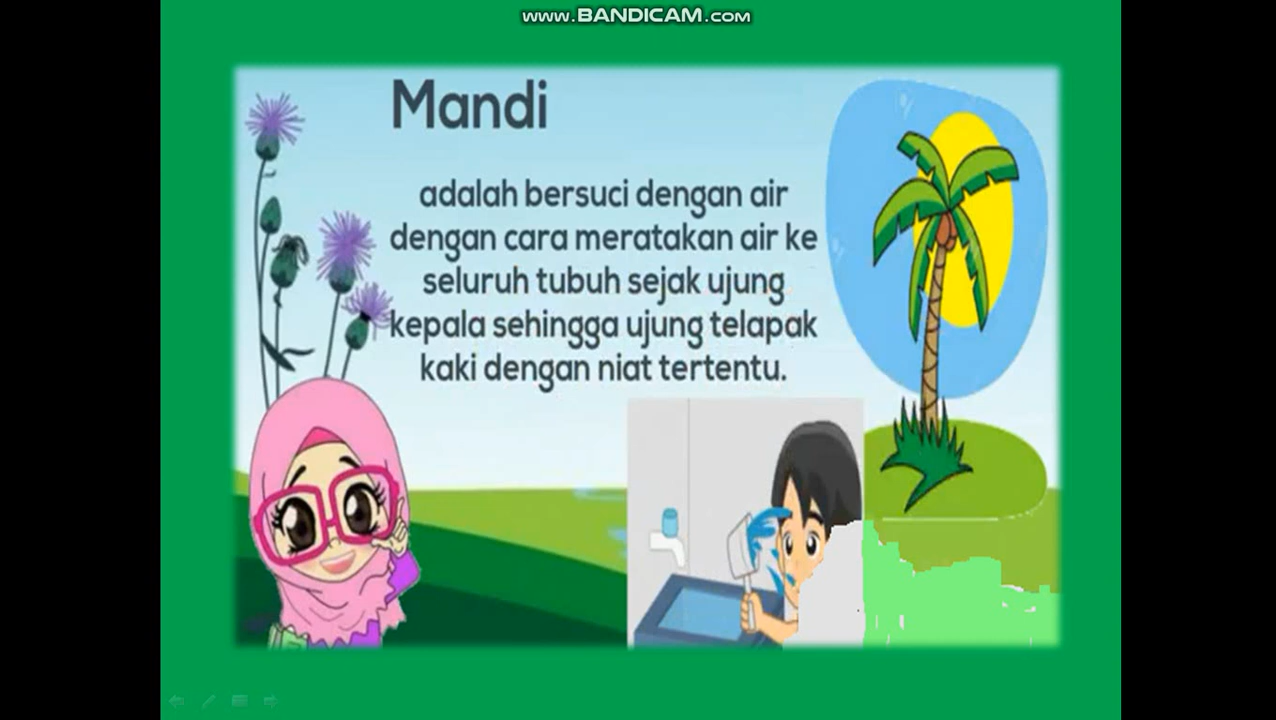 www.BANDICAM.com
Mandi
adalah bersuci dengan air
dengan cara meratakan air ke
seluruh tubuh sejak ujung
kepala sehingga ujung telapak
kaki dengan niat tertentu.